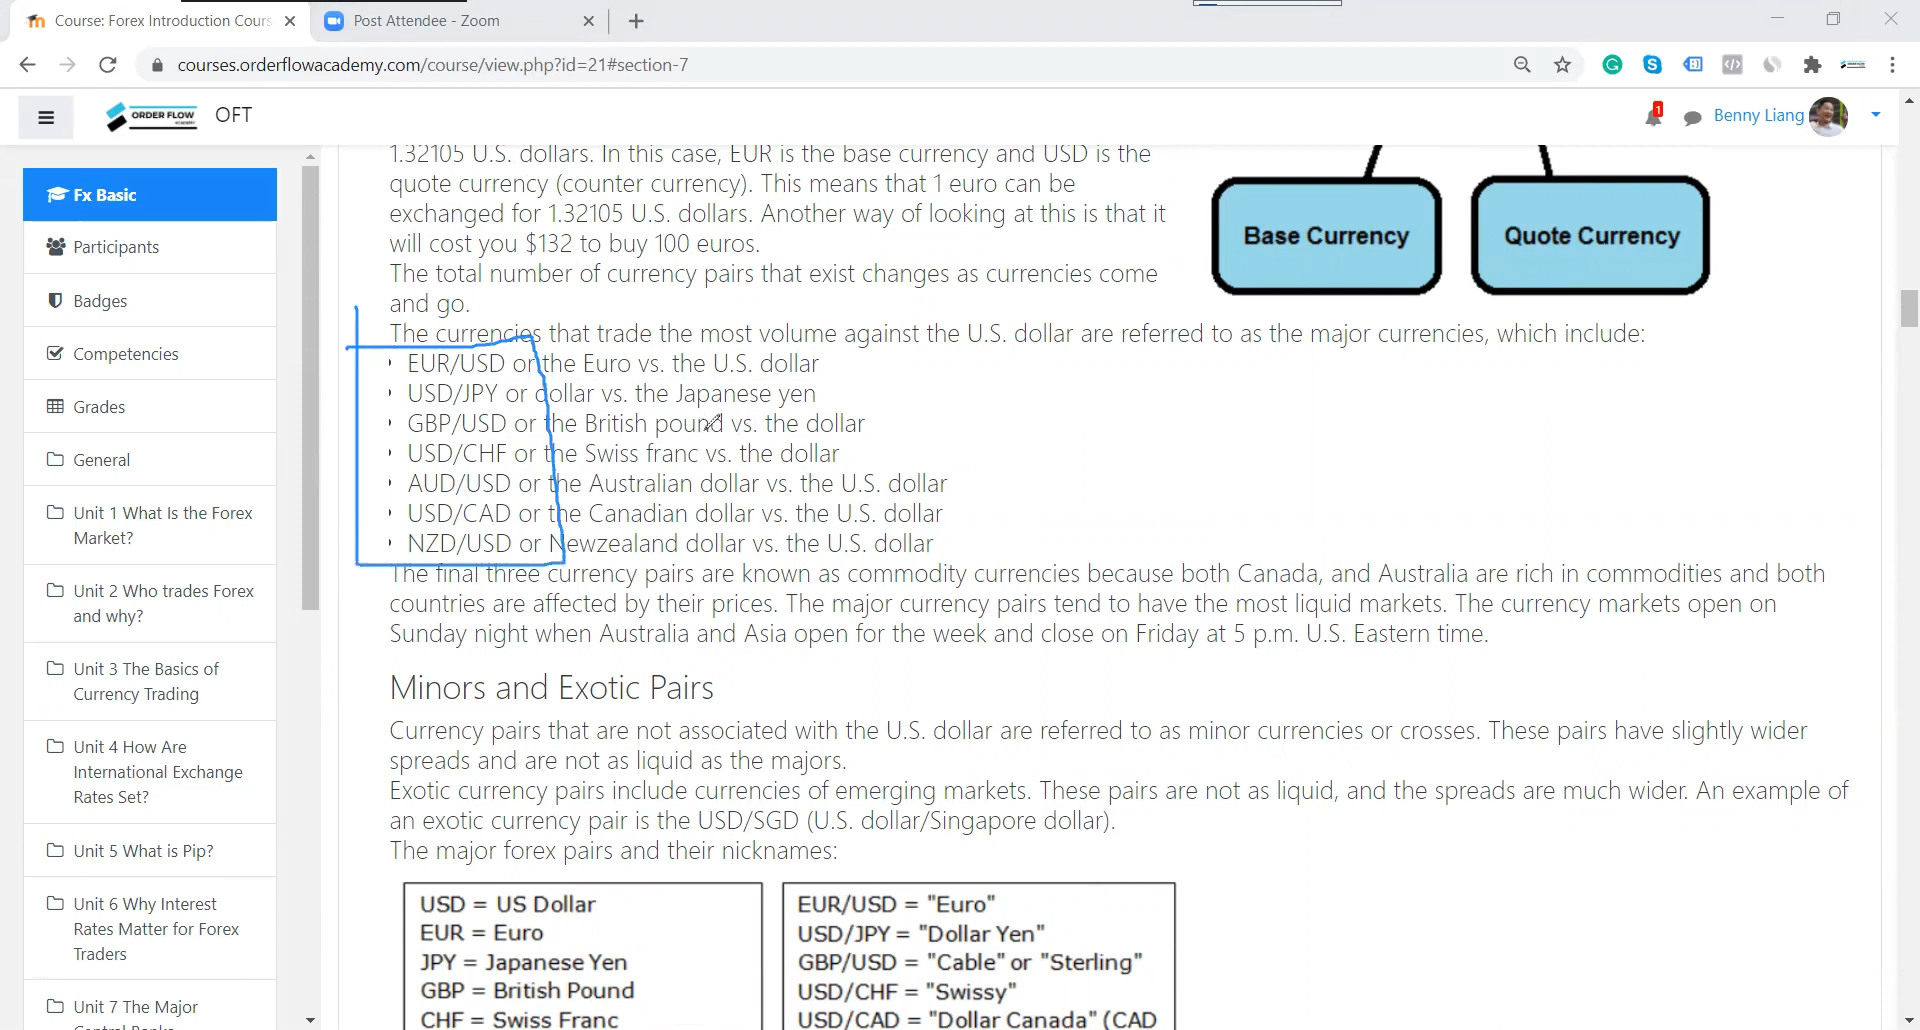 Course: Forex Introduction Cours
Post Attendee - Zoom
courses.orderflowacademy.com/course/view.php?id=21#section-7
ORDER FLOW
ACADEMY
OFT
1
Benny Liang
Fx Basic
Participants
Badges
Competencies
Grades
General
Unit 1 What Is the Forex
Market?
Unit 2 Who trades Forex
and why?
Unit 3 The Basics of
Currency Trading
Unit 4 How Are
International Exchange
Rates Set?
Unit 5 What is Pip?
Unit 6 Why Interest
Rates Matter for Forex
Traders
Unit 7 The Major
1.32105 U.S. dollars. In this case, EUR is the base currency and USD is the
quote currency (counter currency). This means that 1 euro can be
exchanged for 1.32105 U.S. dollars. Another way of looking at this is that it
will cost you $132 to buy 100 euros.
The total number of currency pairs that exist changes as currencies come
and go.
Base Currency
Quote Currency
The currencies that trade the most volume against the U.S. dollar are referred to as the major currencies, which include:
EUR/USD or the Euro vs. the U.S. dollar
USD/JPY or dollar vs. the Japanese yen
GBP/USD or the British pound vs. the dollar
USD/CHF or the Swiss franc vs. the dollar
AUD/USD or the Australian dollar vs. the U.S. dollar
USD/CAD or the Canadian dollar vs. the U.S. dollar
NZD/USD or Newzealand dollar vs. the U.S. dollar
The final three currency pairs are known as commodity currencies because both Canada, and Australia are rich in commodities and both
countries are affected by their prices. The major currency pairs tend to have the most liquid markets. The currency markets open on
Sunday night when Australia and Asia open for the week and close on Friday at 5 p.m. U.S. Eastern time.
Minors and Exotic Pairs
Currency pairs that are not associated with the U.S. dollar are referred to as minor currencies or crosses. These pairs have slightly wider
spreads and are not as liquid as the majors.
Exotic currency pairs include currencies of emerging markets. These pairs are not as liquid, and the spreads are much wider. An example of
an exotic currency pair is the USD/SGD (U.S. dollar/Singapore dollar).
The major forex pairs and their nicknames:
USD = US Dollar
EUR = Euro
JPY = Japanese Yen
GBP = British Pound
CHF = Swiss Franc
EUR/USD = "Euro"
USD/JPY = "Dollar Yen"
GBP/USD = "Cable" or "Sterling"
USD/CHF = "Swissy"
USD/CAD = "Dollar Canada" (CAD